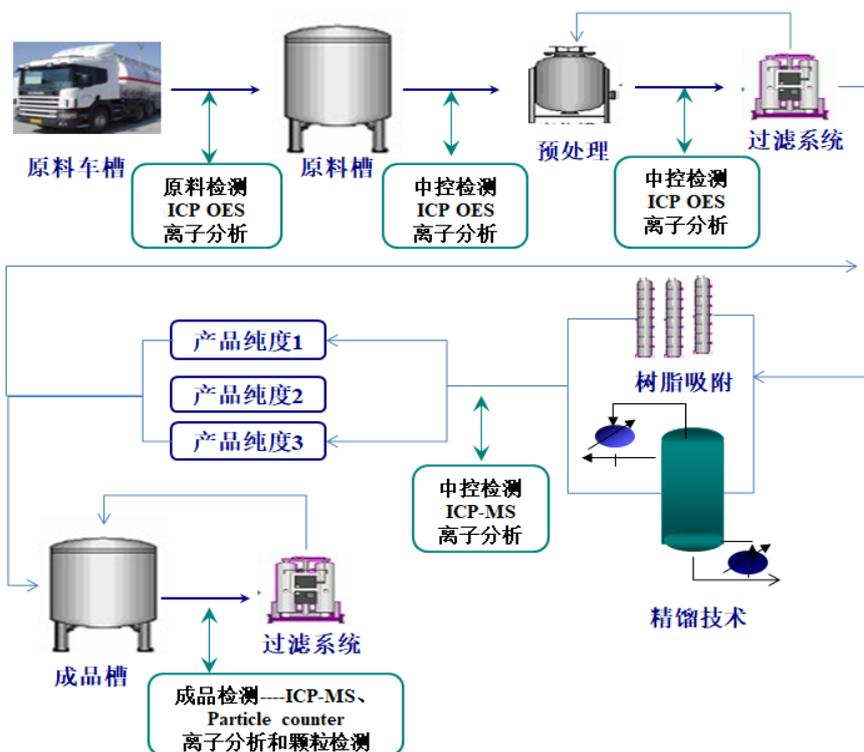 原料车槽
原料检测
ICP OES
离子分析
原料槽
中控检测
ICP OES
离子分析
预处理
中控检测
ICP OES
离子分析
过滤系统
产品纯度1
产品纯度2
产品纯度3
中控检测
ICP-MS
离子分析
树脂吸附
精馏技术
成品槽
过滤系统
成品检测----ICP-MS、
Particle counter
离子分析和颗粒检测